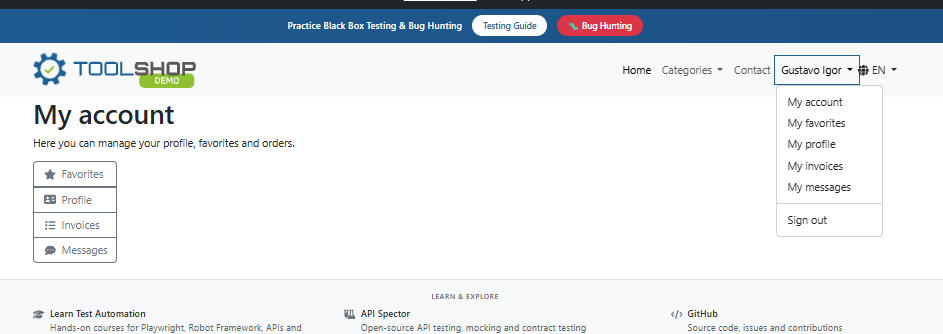 Practice Black Box Testing & Bug Hunting Testing Guide Bug Hunting
TOOLSHOP
DEMO
Home Categories Contact Gustavo Igor EN
My account
My favorites
My profile
My invoices
My messages
Sign out
My account
Here you can manage your profile, favorites and orders.
Favorites
Profile
Invoices
Messages
LEARN & EXPLORE
Learn Test Automation
Hands-on courses for Playwright, Robot Framework, APIs and
API Spector
Open-source API testing, mocking and contract testing
GitHub
Source code, issues and contributions